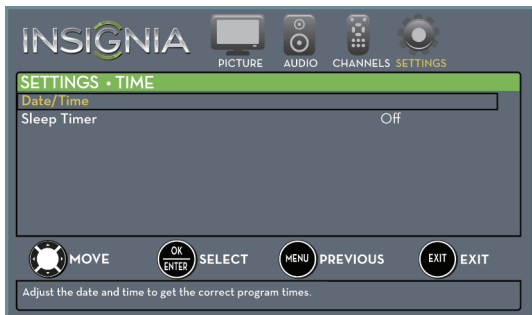 INSIGNIA
PICTURE AUDIO CHANNELS SETTINGS
SETTINGS • TIME
Date/Time
Sleep Timer Off
MOVE OK ENTER SELECT MENU PREVIOUS EXIT EXIT
Adjust the date and time to get the correct program times.